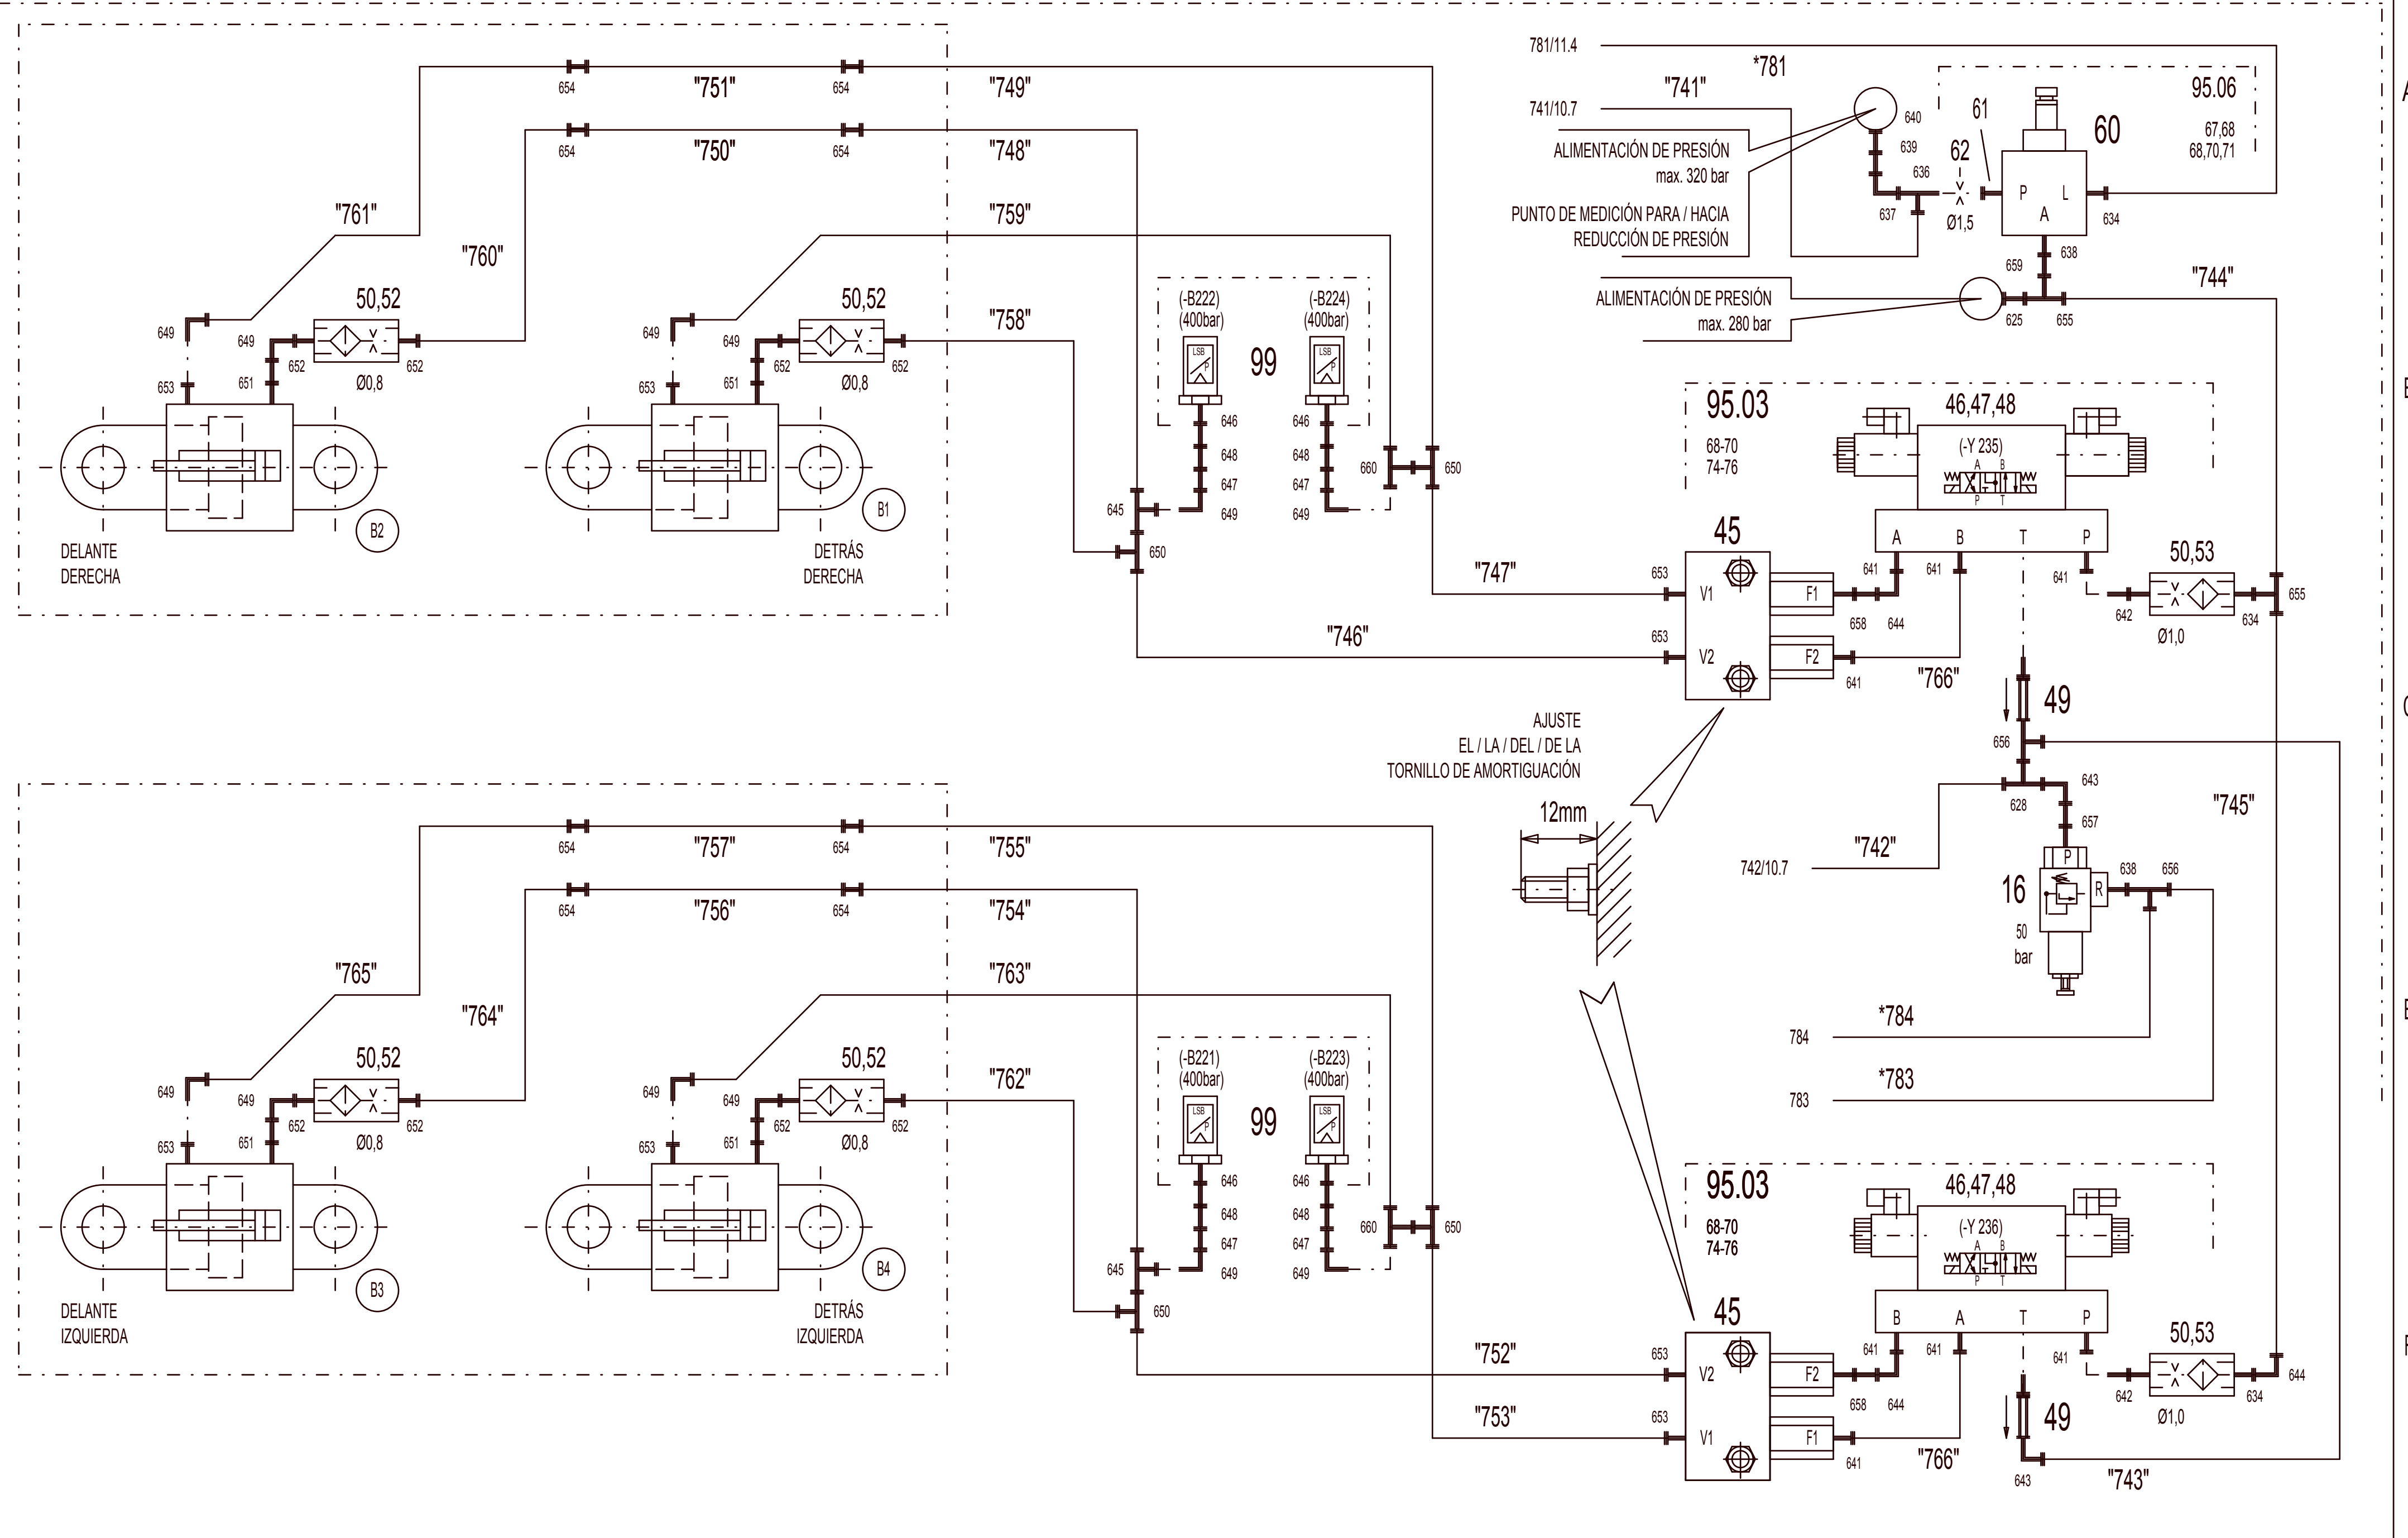 781/11.4
*781
"741"
741/10.7
ALIMENTACIÓN DE PRESIÓN
max. 320 bar
PUNTO DE MEDICIÓN PARA / HACIA
REDUCCIÓN DE PRESIÓN
640
639
636
637
62
Ø1,5
61
95.06
60
67,68
68,70,71
P
L
A
634
638
659
"744"
ALIMENTACIÓN DE PRESIÓN
max. 280 bar
625
655
654
"751"
654
"749"
654
"750"
654
"748"
"761"
"760"
"759"
50,52
50,52
"758"
649
649
652
652
653
651
Ø0,8
649
649
652
652
653
651
Ø0,8
B2
B1
DELANTE
DERECHA
DETRÁS
DERECHA
(-B222)
(400bar)
(-B224)
(400bar)
LSB
P
99
LSB
P
646
646
648
648
647
647
649
649
645
650
660
650
"747"
"746"
95.03
68-70
74-76
46,47,48
(-Y 235)
A
B
P
T
A
B
T
P
45
653
V1
F1
653
V2
F2
641
641
641
658
644
641
"766"
50,53
642
634
655
Ø1,0
49
656
643
628
657
"745"
742/10.7
"742"
P
16
R
50
bar
638
656
784
*784
783
*783
AJUSTE
EL / LA / DEL / DE LA
TORNILLO DE AMORTIGUACIÓN
12mm
654
"757"
654
"755"
654
"756"
654
"754"
"765"
"764"
"763"
50,52
50,52
"762"
649
649
652
652
653
651
Ø0,8
649
649
652
652
653
651
Ø0,8
B3
B4
DELANTE
IZQUIERDA
DETRÁS
IZQUIERDA
(-B221)
(400bar)
(-B223)
(400bar)
LSB
P
99
LSB
P
646
646
648
648
647
647
649
649
645
650
660
650
"752"
"753"
95.03
68-70
74-76
46,47,48
(-Y 236)
A
B
P
T
B
A
T
P
45
653
V2
F2
653
V1
F1
641
641
641
658
644
641
"766"
50,53
642
634
644
Ø1,0
49
643
"743"